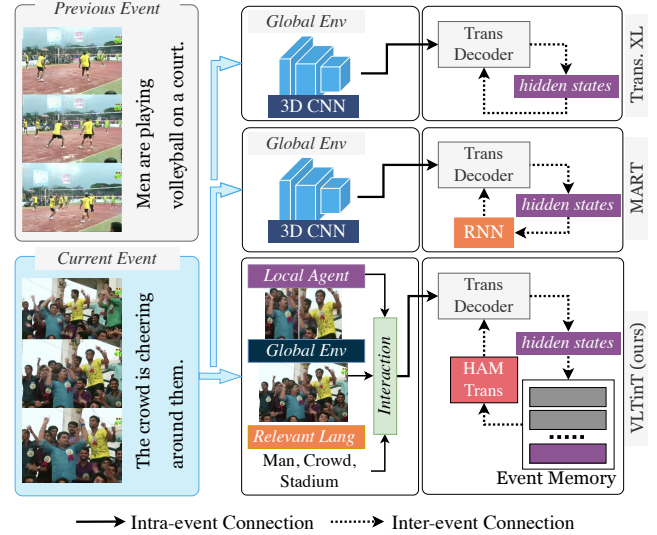 Previous Event
Men are playing
volleyball on a court.
Current Event
The crowd is cheering
around them.
Global Env
3D CNN
Trans
Decoder
hidden states
Trans. XL
Global Env
3D CNN
Trans
Decoder
hidden states
RNN
MART
Local Agent
Global Env
Relevant Lang
Man, Crowd,
Stadium
Interaction
Trans
Decoder
hidden states
HAM
Trans
Event Memory
VLTinT (ours)
Intra-event Connection
Inter-event Connection